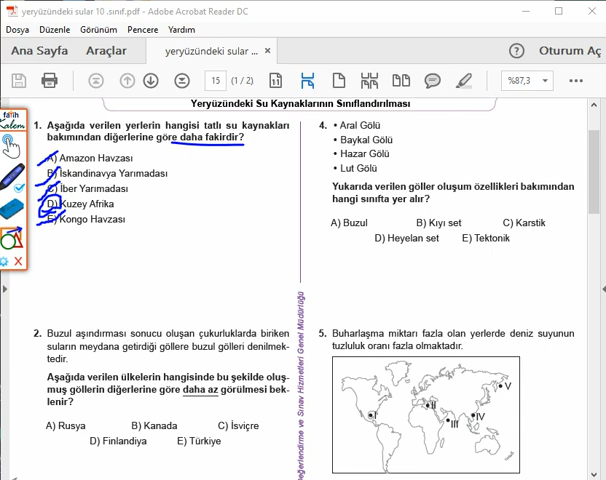 yeryüzündeki sular 10 .sınıf.pdf - Adobe Acrobat Reader DC
Dosya Düzenle Görünüm Pencere Yardım
Ana Sayfa Araçlar yeryüzündeki sular ... × Oturum Aç
15 (1 / 2) %87,3
Yeryüzündeki Su Kaynaklarının Sınıflandırılması
fatih
Kalem
1. Aşağıda verilen yerlerin hangisi tatlı su kaynakları
bakımından diğerlerine göre daha fakirdir?
A) Amazon Havzası
B) İskandinavya Yarımadası
C) İber Yarımadası
D) Kuzey Afrika
E) Kongo Havzası
2. Buzul aşındırması sonucu oluşan çukurluklarda biriken
suların meydana getirdiği göllere buzul gölleri denilmek-
tedir.
Aşağıda verilen ülkelerin hangisinde bu şekilde oluş-
muş göllerin diğerlerine göre daha az görülmesi bek-
lenir?
A) Rusya B) Kanada C) İsviçre
D) Finlandiya E) Türkiye
Değerlendirme ve Sınav Hizmetleri Genel Müdürlüğü
4. • Aral Gölü
• Baykal Gölü
• Hazar Gölü
• Lut Gölü
Yukarıda verilen göller oluşum özellikleri bakımından
hangi sınıfta yer alır?
A) Buzul B) Kıyı set C) Karstik
D) Heyelan set E) Tektonik
5. Buharlaşma miktarı fazla olan yerlerde deniz suyunun
tuzluluk oranı fazla olmaktadır.
I
II
III
IV
V